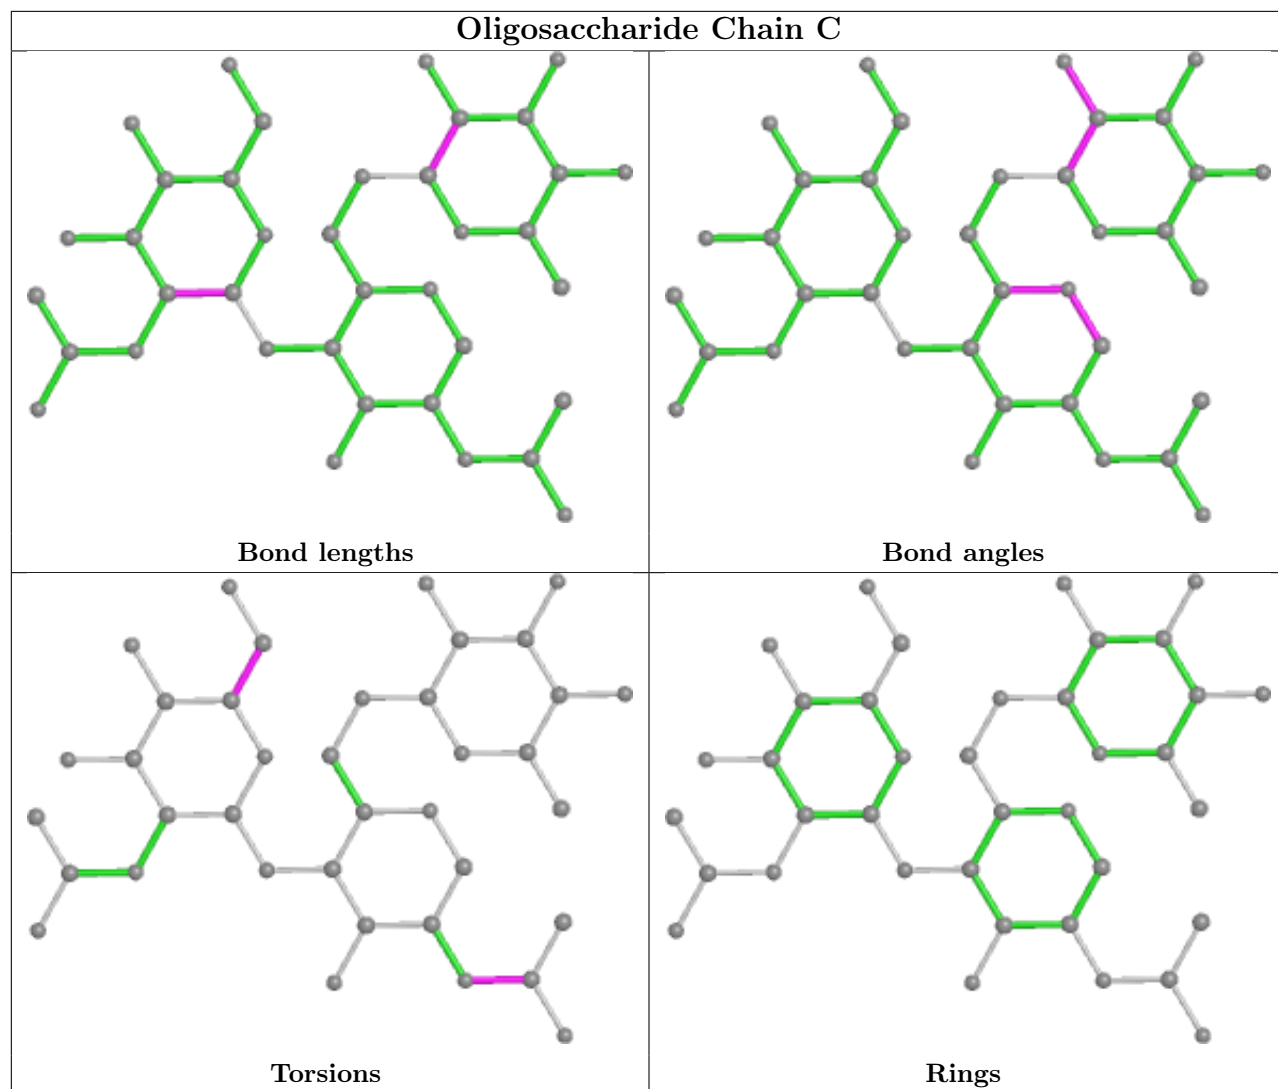 Oligosaccharide Chain C
Bond lengths
Bond angles
Torsions
Rings